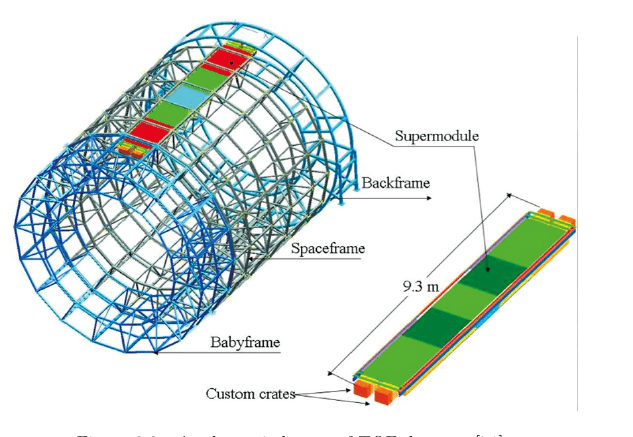 Supermodule
Backframe
Spaceframe
9.3 m
Babyframe
Custom crates